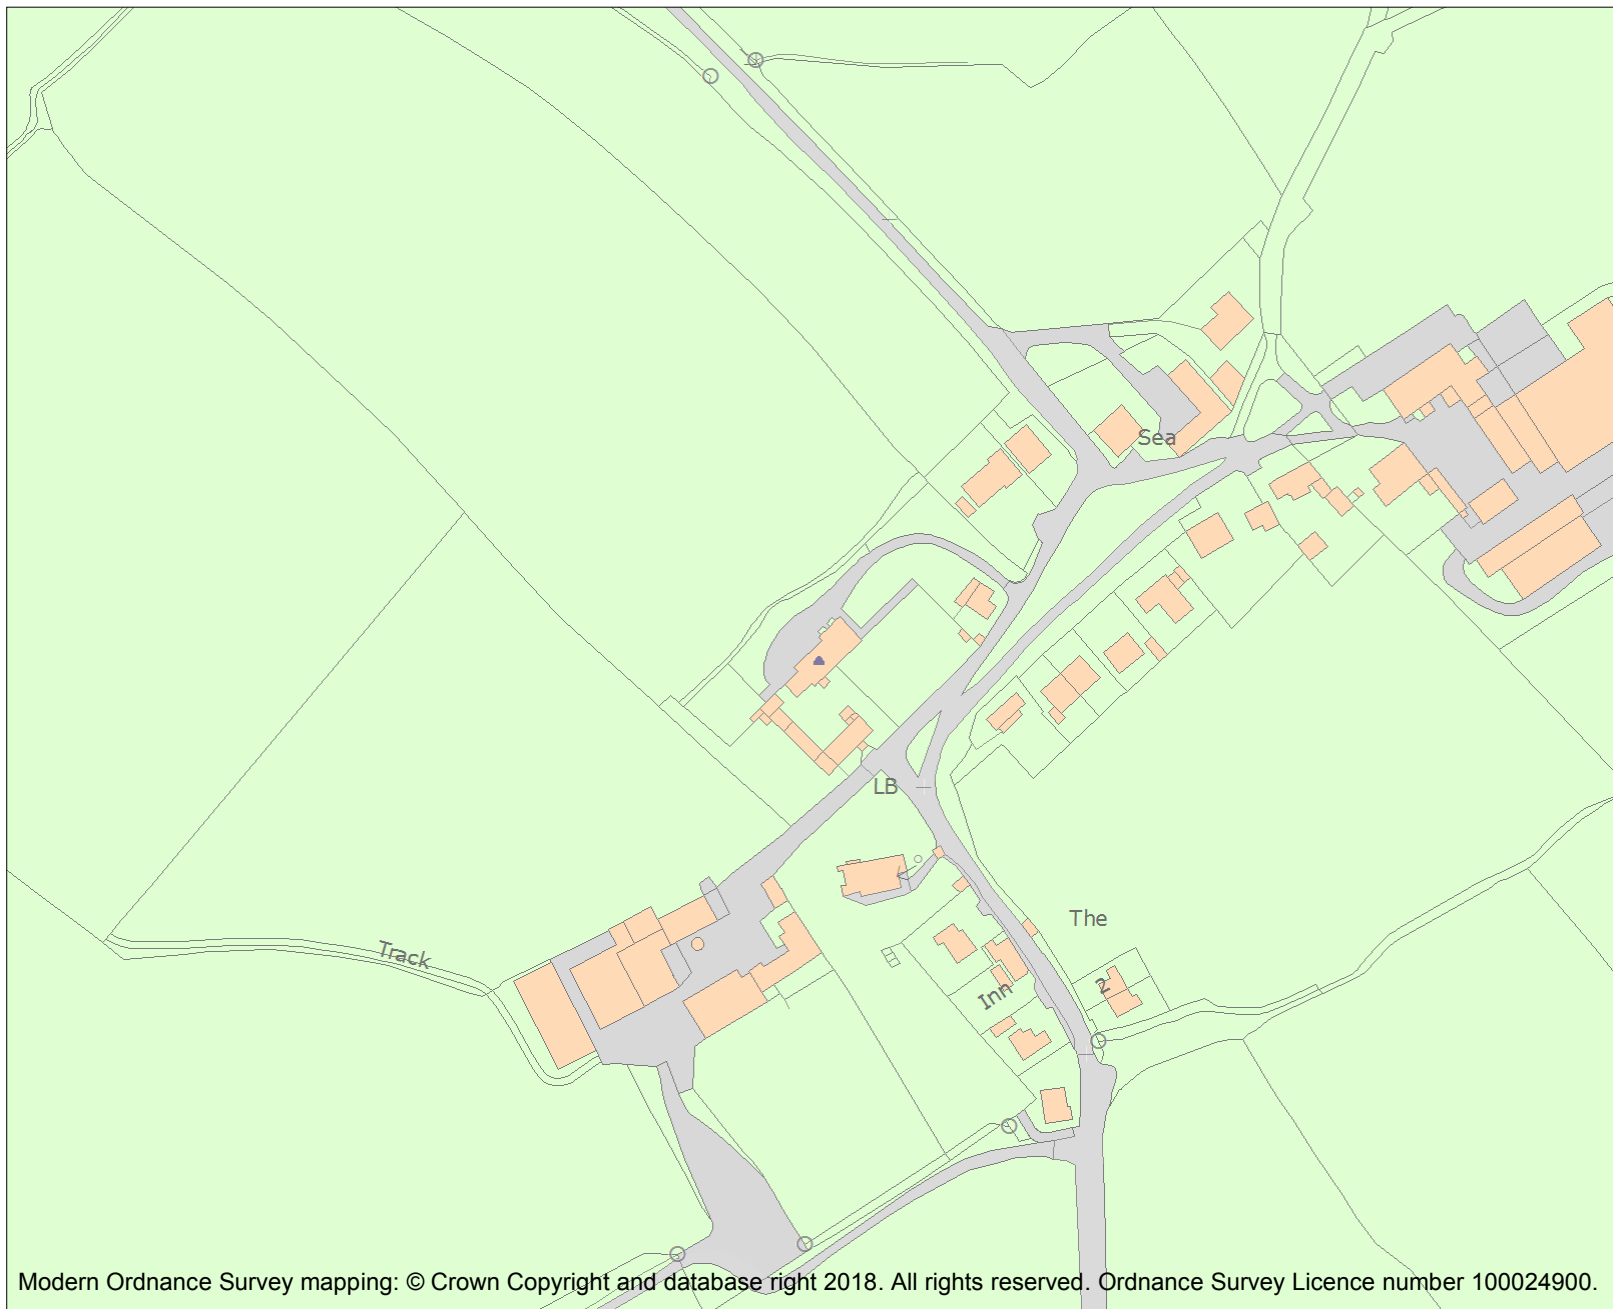 Sea
LB
The
Track
2
Inn
Modern Ordnance Survey mapping: © Crown Copyright and database right 2018. All rights reserved. Ordnance Survey Licence number 100024900.